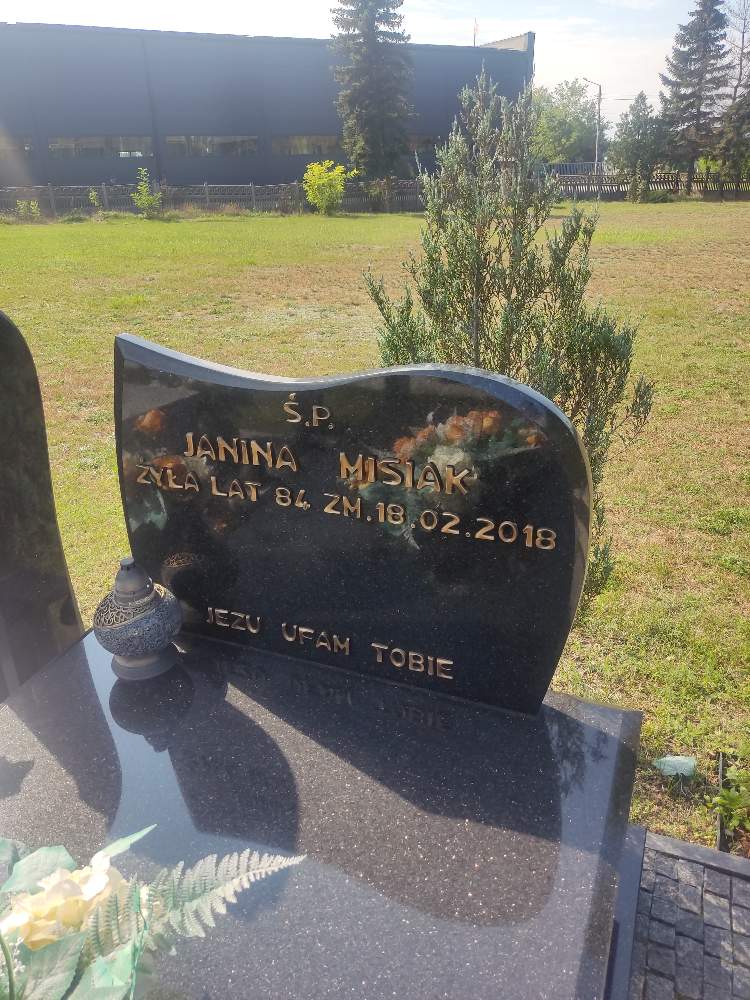 Ś.P.
JANINA MISIAK
ŻYŁA LAT 84 ZM.18.02.2018
JEZU UFAM TOBIE